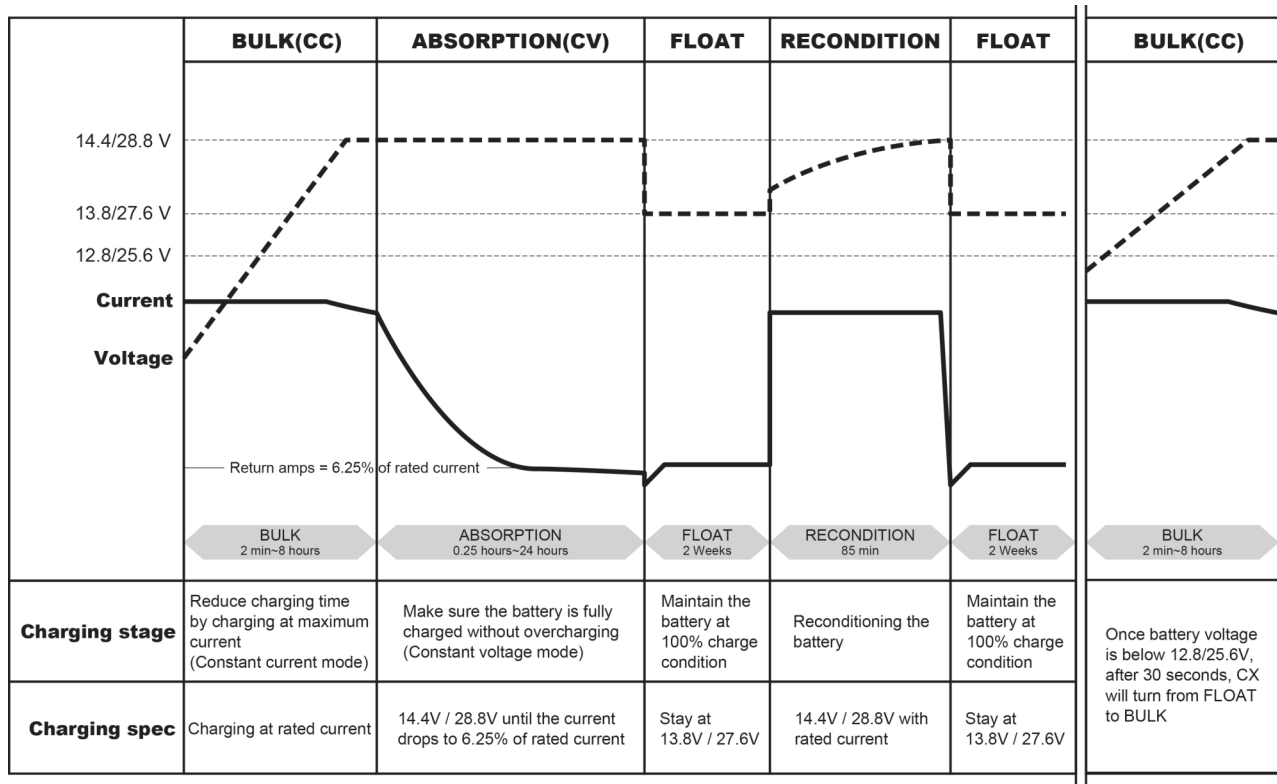 BULK(CC)
ABSORPTION(CV)
FLOAT
RECONDITION
FLOAT
BULK(CC)
14.4/28.8 V
13.8/27.6 V
12.8/25.6 V
Current
Voltage
Return amps = 6.25% of rated current
BULK
2 min~8 hours
ABSORPTION
0.25 hours~24 hours
FLOAT
2 Weeks
RECONDITION
85 min
FLOAT
2 Weeks
BULK
2 min~8 hours
Charging stage
Reduce charging time
by charging at maximum
current
(Constant current mode)
Make sure the battery is fully
charged without overcharging
(Constant voltage mode)
Maintain the
battery at
100% charge
condition
Reconditioning the
battery
Maintain the
battery at
100% charge
condition
Once battery voltage
is below 12.8/25.6V,
after 30 seconds, CX
will turn from FLOAT
to BULK
Charging spec
Charging at rated current
14.4V / 28.8V until the current
drops to 6.25% of rated current
Stay at
13.8V / 27.6V
14.4V / 28.8V with
rated current
Stay at
13.8V / 27.6V